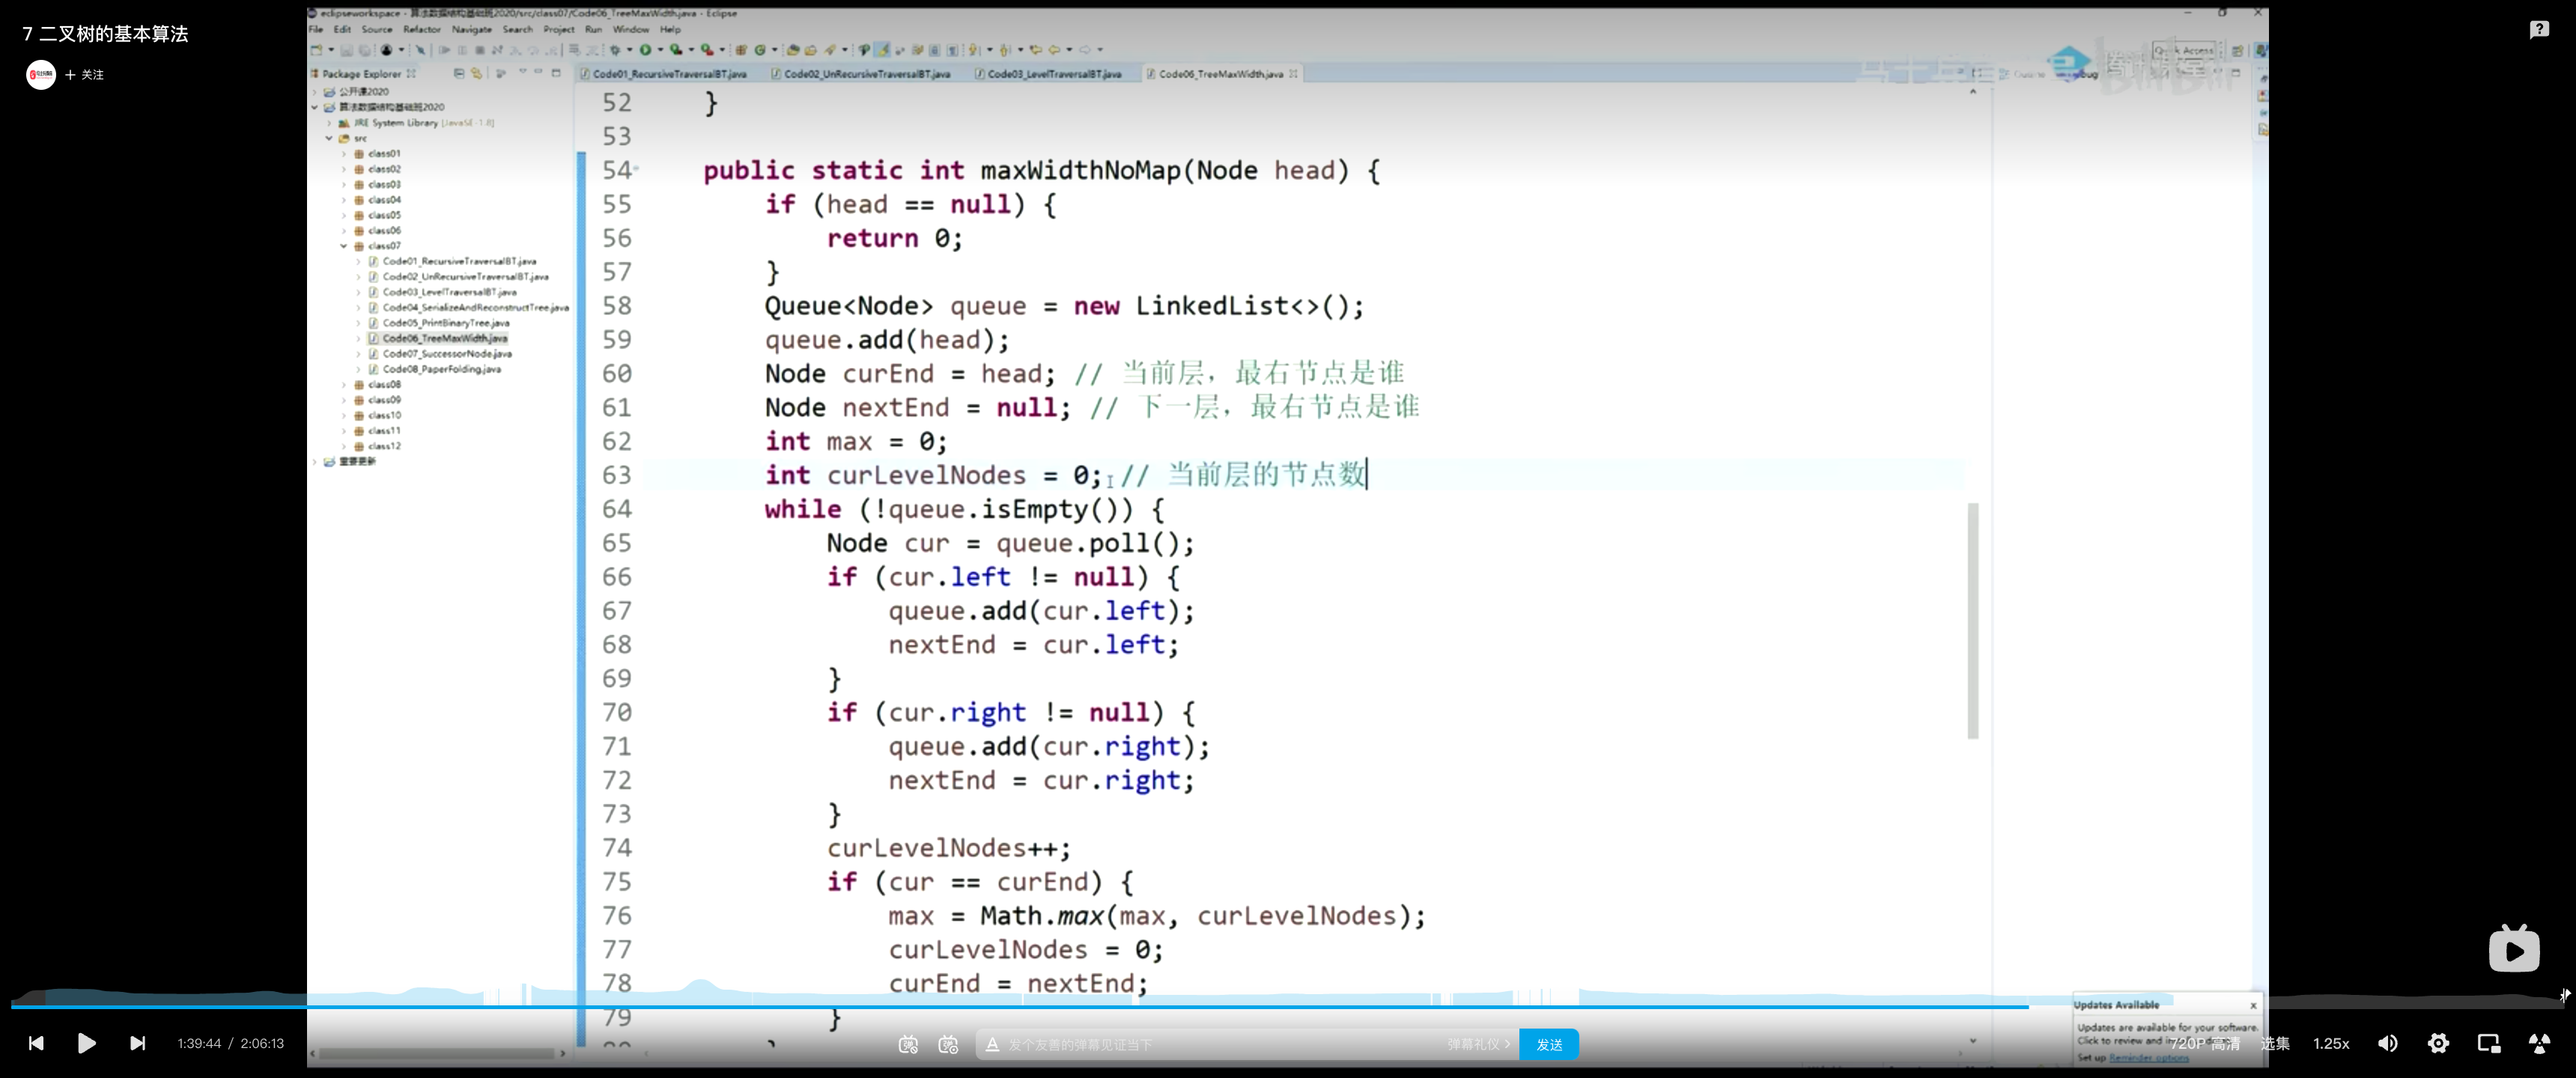 eclipseworkspace - 算法数据结构基础班2020/src/class07/Code06_TreeMaxWidth.java - Eclipse
7 二叉树的基本算法
+ 关注
File Edit Source Refactor Navigate Search Project Run Window Help
Quick Access
Package Explorer
Code01_RecursiveTraversalBT.java Code02_UnRecursiveTraversalBT.java Code03_LevelTraversalBT.java Code06_TreeMaxWidth.java
公开课2020
算法数据结构基础班2020
JRE System Library [JavaSE-1.8]
src
class01
class02
class03
class04
class05
class06
class07
Code01_RecursiveTraversalBT.java
Code02_UnRecursiveTraversalBT.java
Code03_LevelTraversalBT.java
Code04_SerializeAndReconstructTree.java
Code05_PrintBinaryTree.java
Code06_TreeMaxWidth.java
Code07_SuccessorNode.java
Code08_PaperFolding.java
class08
class09
class10
class11
class12
重要更新
52 }
53
54 public static int maxWidthNoMap(Node head) {
55 if (head == null) {
56 return 0;
57 }
58 Queue<Node> queue = new LinkedList<>();
59 queue.add(head);
60 Node curEnd = head; // 当前层，最右节点是谁
61 Node nextEnd = null; // 下一层，最右节点是谁
62 int max = 0;
63 int curLevelNodes = 0; // 当前层的节点数
64 while (!queue.isEmpty()) {
65 Node cur = queue.poll();
66 if (cur.left != null) {
67 queue.add(cur.left);
68 nextEnd = cur.left;
69 }
70 if (cur.right != null) {
71 queue.add(cur.right);
72 nextEnd = cur.right;
73 }
74 curLevelNodes++;
75 if (cur == curEnd) {
76 max = Math.max(max, curLevelNodes);
77 curLevelNodes = 0;
78 curEnd = nextEnd;
79 }
Updates Available
Updates are available for your software.
Click to review and
Set up Reminder options
1:39:44 / 2:06:13
发个友善的弹幕见证当下
弹幕礼仪 >
发送
720P 高清
选集
1.25x